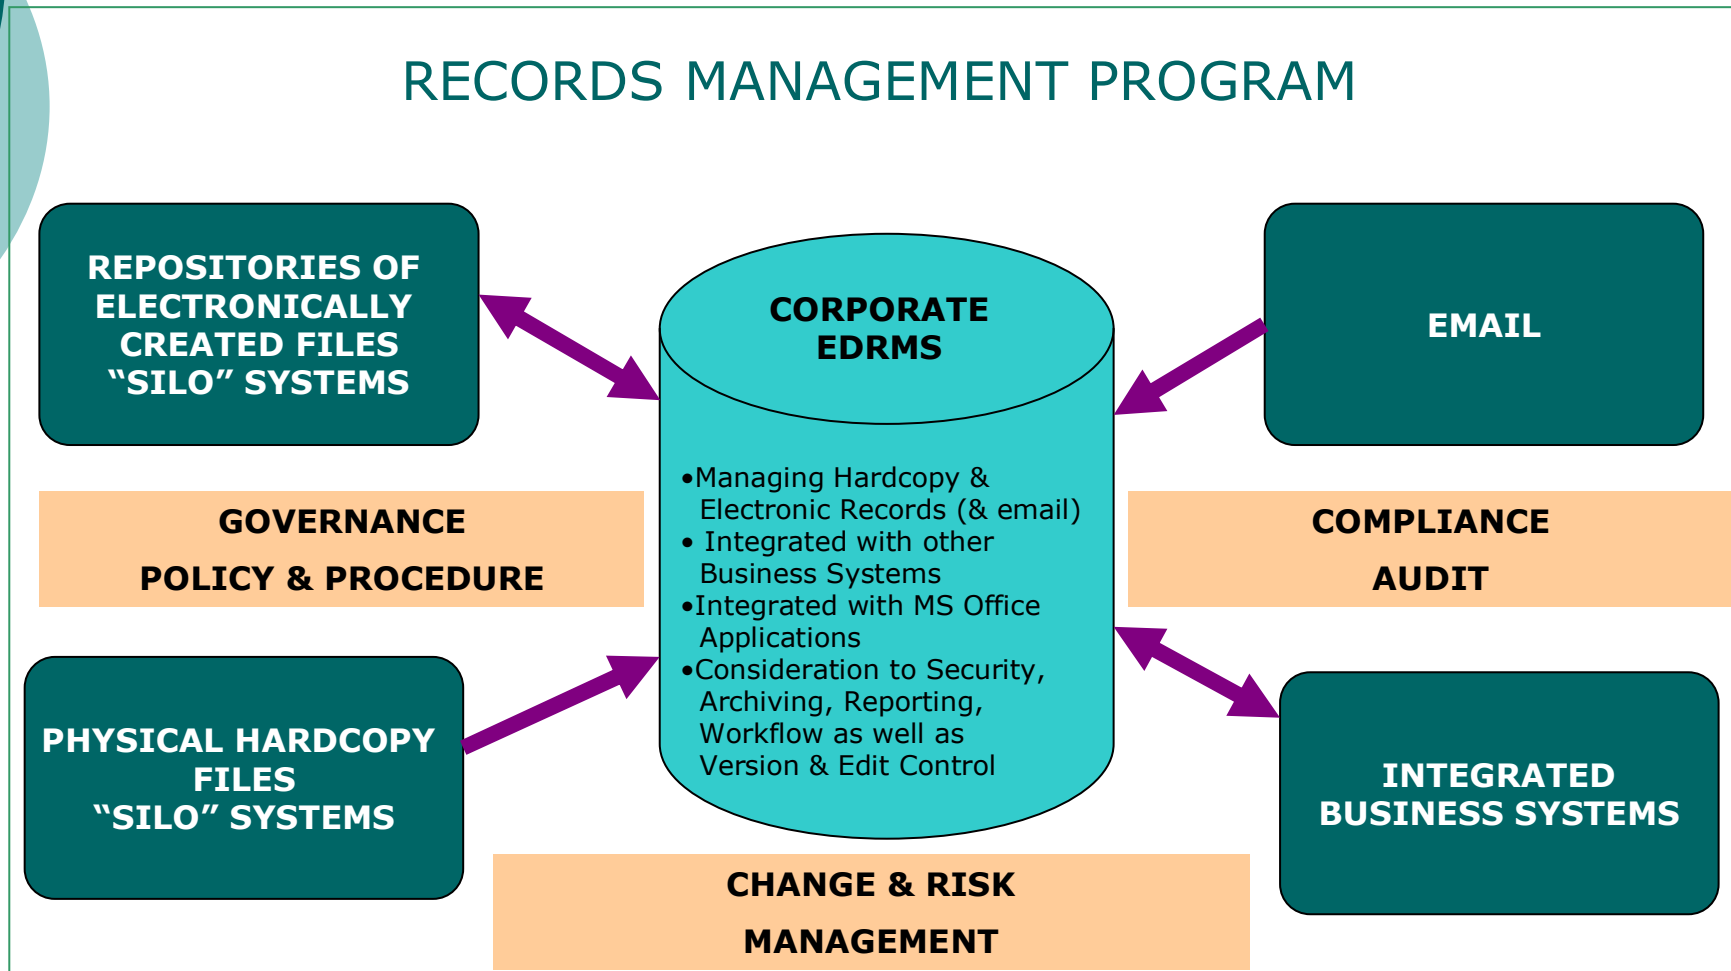 RECORDS MANAGEMENT PROGRAM
REPOSITORIES OF
ELECTRONICALLY
CREATED FILES
“SILO” SYSTEMS
CORPORATE
EDRMS
EMAIL
•Managing Hardcopy &
Electronic Records (& email)
• Integrated with other
Business Systems
•Integrated with MS Office
Applications
•Consideration to Security,
Archiving, Reporting,
Workflow as well as
Version & Edit Control
GOVERNANCE
POLICY & PROCEDURE
COMPLIANCE
AUDIT
PHYSICAL HARDCOPY
FILES
“SILO” SYSTEMS
INTEGRATED
BUSINESS SYSTEMS
CHANGE & RISK
MANAGEMENT